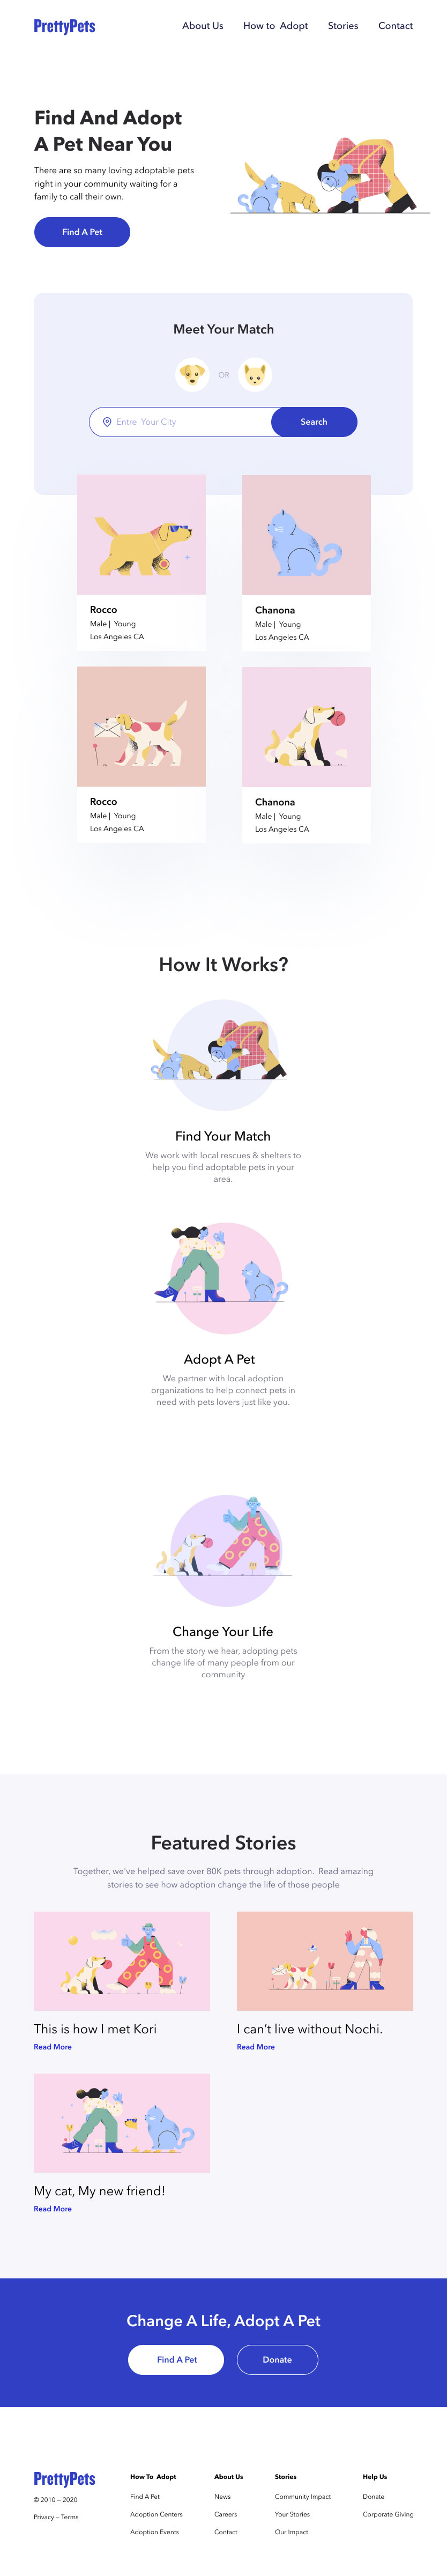 PrettyPets
About Us
How to Adopt
Stories
Contact
Find And Adopt
A Pet Near You
There are so many loving adoptable pets
right in your community waiting for a
family to call their own.
Find A Pet
Meet Your Match
OR
Entre Your City
Search
Rocco
Male | Young
Los Angeles CA
Chanona
Male | Young
Los Angeles CA
Rocco
Male | Young
Los Angeles CA
Chanona
Male | Young
Los Angeles CA
How It Works?
Find Your Match
We work with local rescues & shelters to
help you find adoptable pets in your
area.
Adopt A Pet
We partner with local adoption
organizations to help connect pets in
need with pets lovers just like you.
Change Your Life
From the story we hear, adopting pets
change life of many people from our
community
Featured Stories
Together, we've helped save over 80K pets through adoption. Read amazing
stories to see how adoption change the life of those people
This is how I met Kori
Read More
I can't live without Nochi.
Read More
My cat, My new friend!
Read More
Change A Life, Adopt A Pet
Find A Pet
Donate
PrettyPets
© 2010 – 2020
Privacy – Terms
How To Adopt
Find A Pet
Adoption Centers
Adoption Events
About Us
News
Careers
Contact
Stories
Community Impact
Your Stories
Our Impact
Help Us
Donate
Corporate Giving